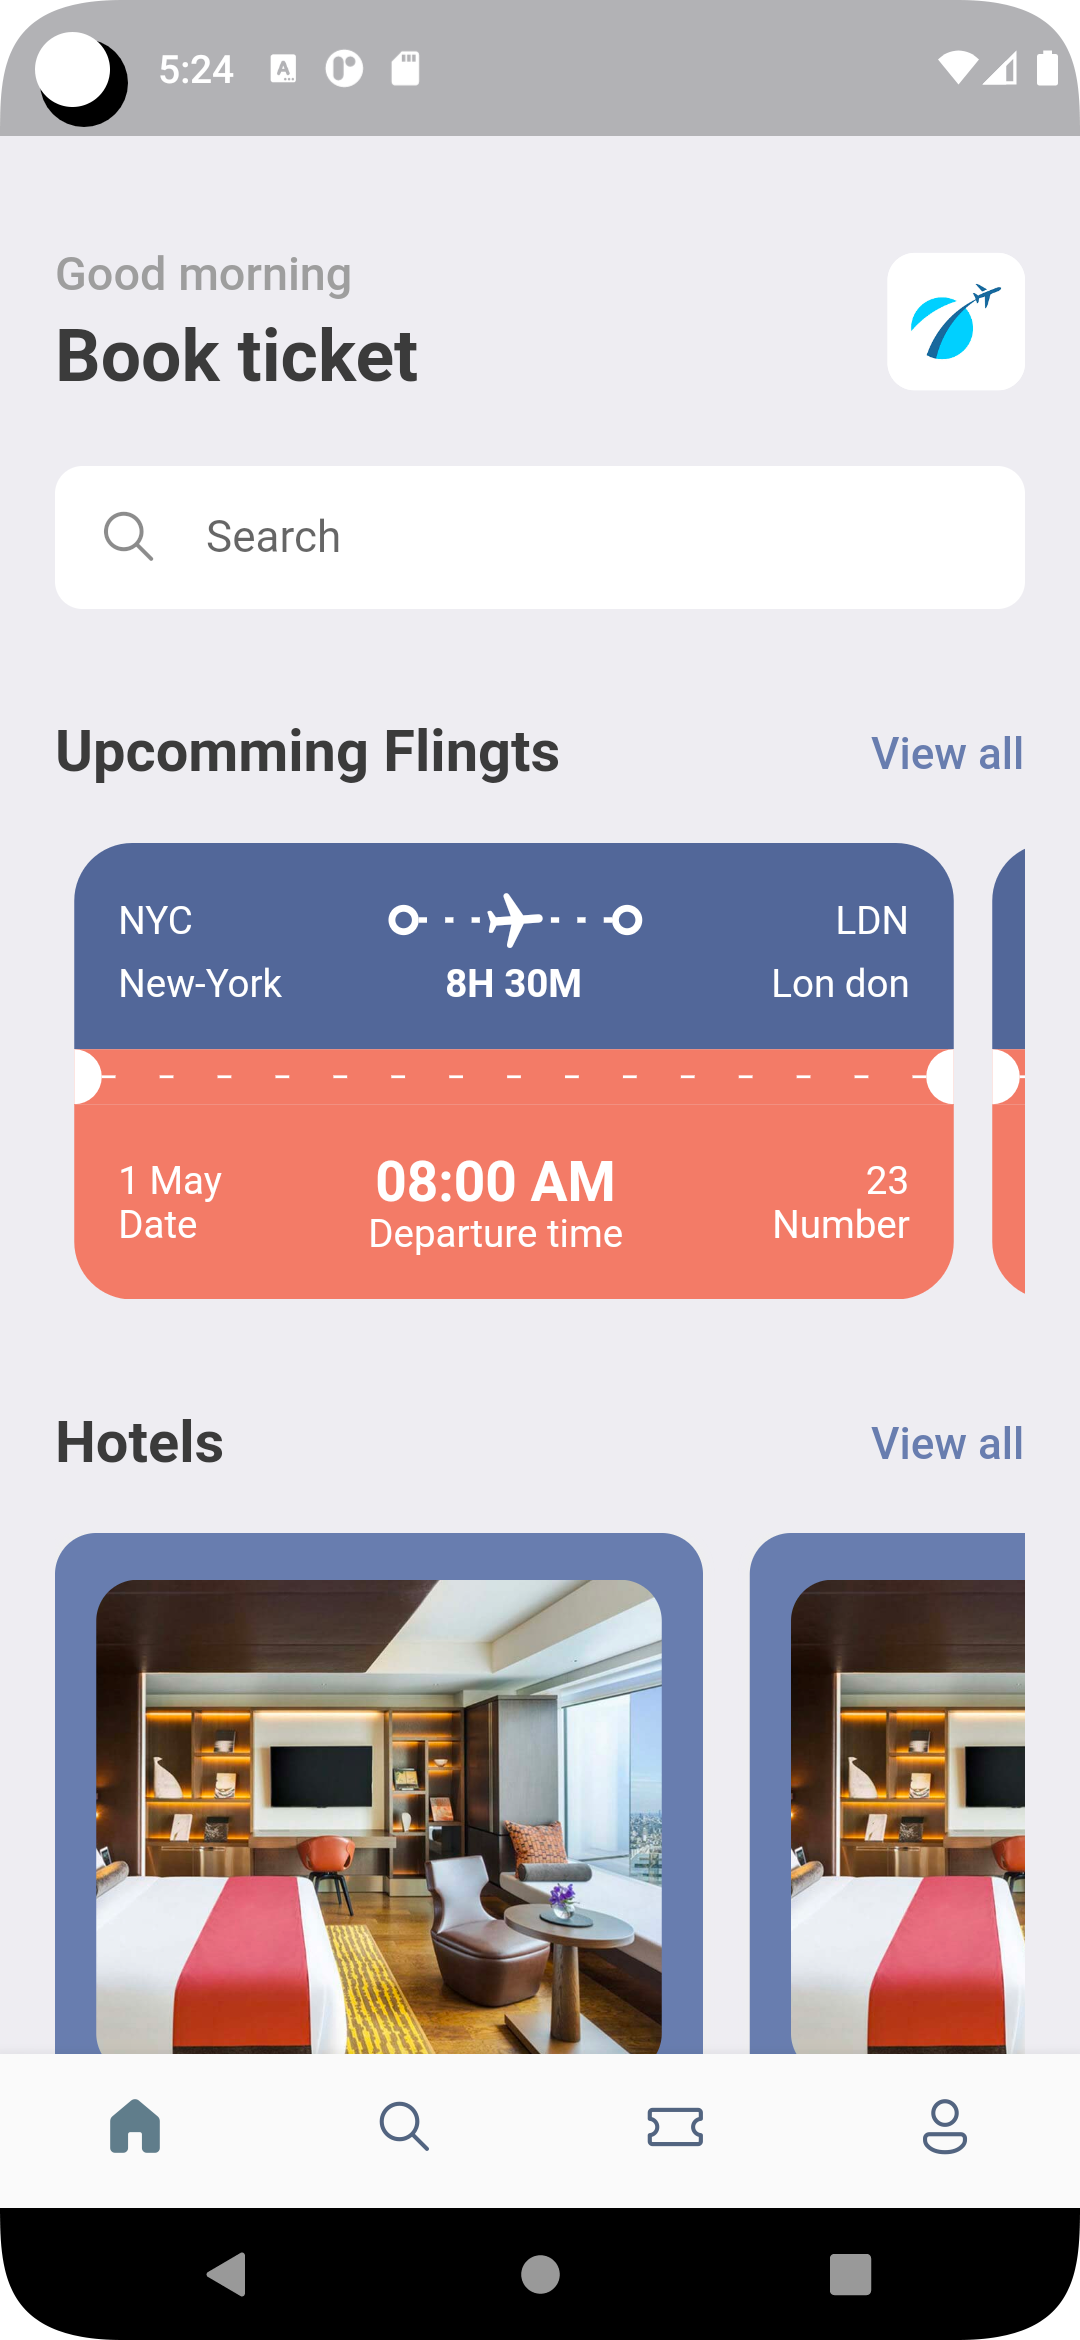 5:24
Good morning
Book ticket
Search
Upcomming Flingts View all
NYC LDN
New-York 8H 30M Lon don
1 May 08:00 AM 23
Date Departure time Number
Hotels View all